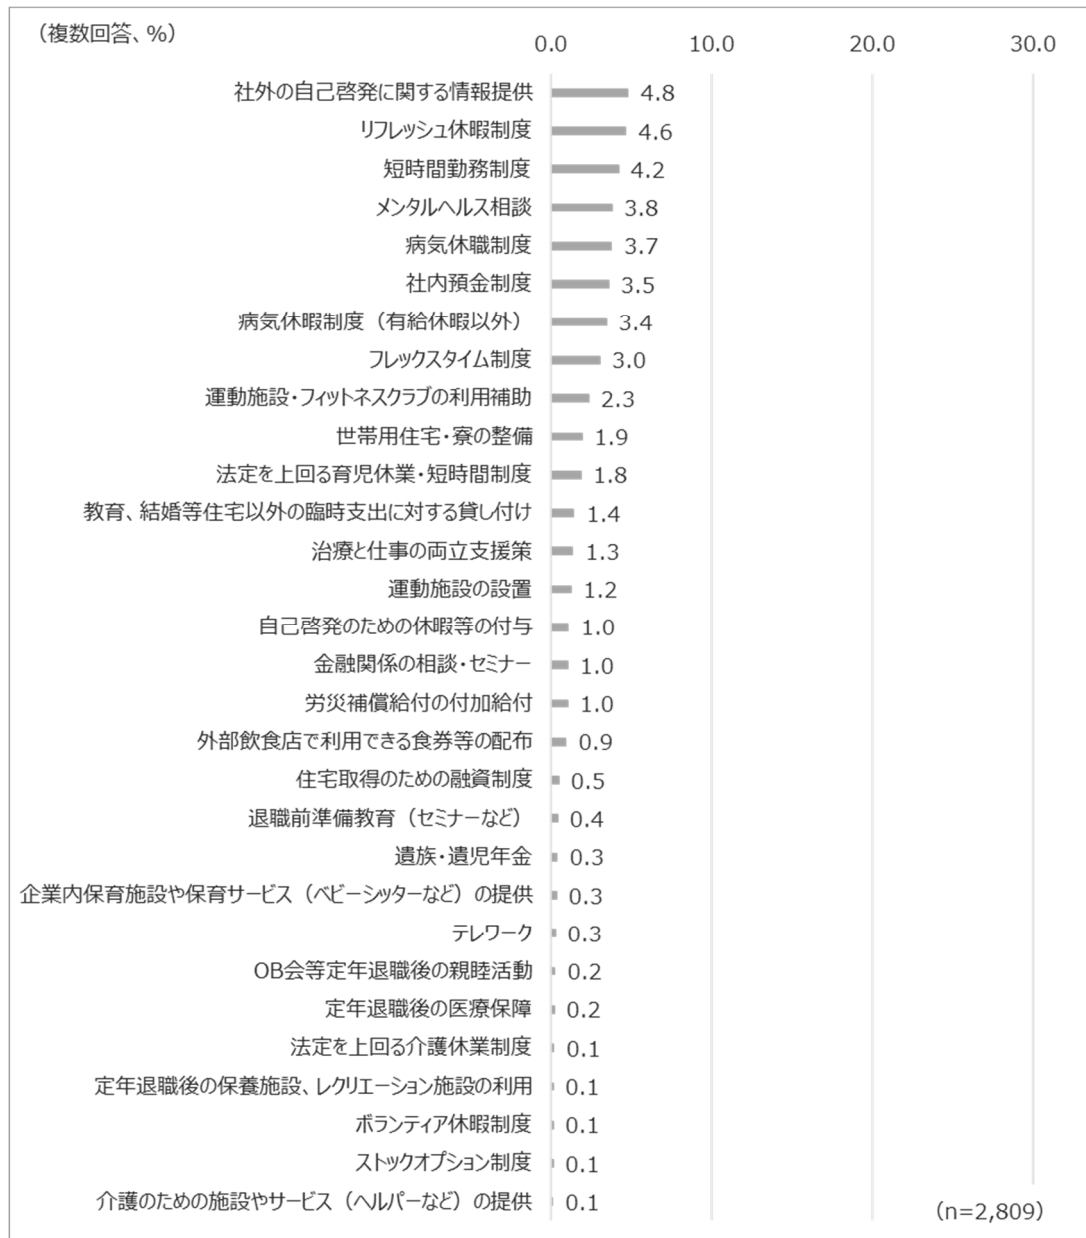 （複数回答、%）
0.0 10.0 20.0 30.0
社外の自己啓発に関する情報提供 4.8
リフレッシュ休暇制度 4.6
短時間勤務制度 4.2
メンタルヘルス相談 3.8
病気休職制度 3.7
社内預金制度 3.5
病気休暇制度（有給休暇以外） 3.4
フレックスタイム制度 3.0
運動施設・フィットネスクラブの利用補助 2.3
世帯用住宅・寮の整備 1.9
法定を上回る育児休業・短時間制度 1.8
教育、結婚等住宅以外の臨時支出に対する貸し付け 1.4
治療と仕事の両立支援策 1.3
運動施設の設置 1.2
自己啓発のための休暇等の付与 1.0
金融関係の相談・セミナー 1.0
労災補償給付の付加給付 1.0
外部飲食店で利用できる食券等の配布 0.9
住宅取得のための融資制度 0.5
退職前準備教育（セミナーなど） 0.4
遺族・遺児年金 0.3
企業内保育施設や保育サービス（ベビーシッターなど）の提供 0.3
テレワーク 0.3
OB会等定年退職後の親睦活動 0.2
定年退職後の医療保障 0.2
法定を上回る介護休業制度 0.1
定年退職後の保養施設、レクリエーション施設の利用 0.1
ボランティア休暇制度 0.1
ストックオプション制度 0.1
介護のための施設やサービス（ヘルパーなど）の提供 0.1
（n=2,809）